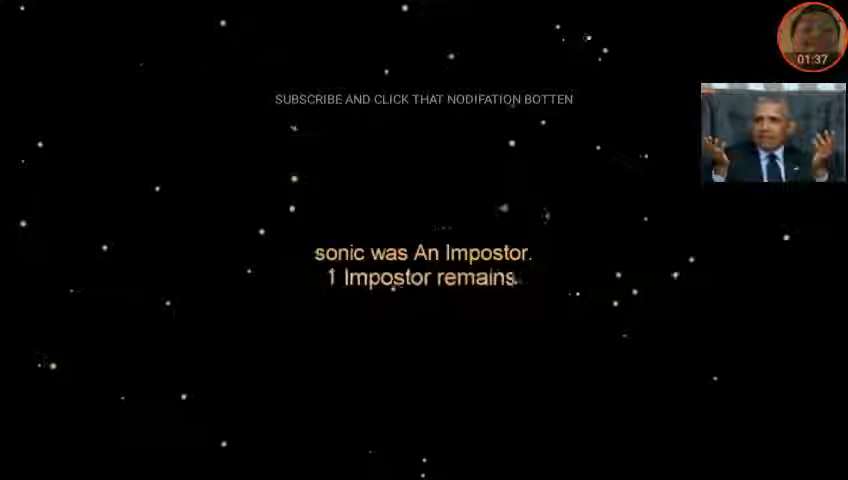 01:37
SUBSCRIBE AND CLICK THAT NODIFATION BOTTEN
sonic was An Impostor.
1 Impostor remains.